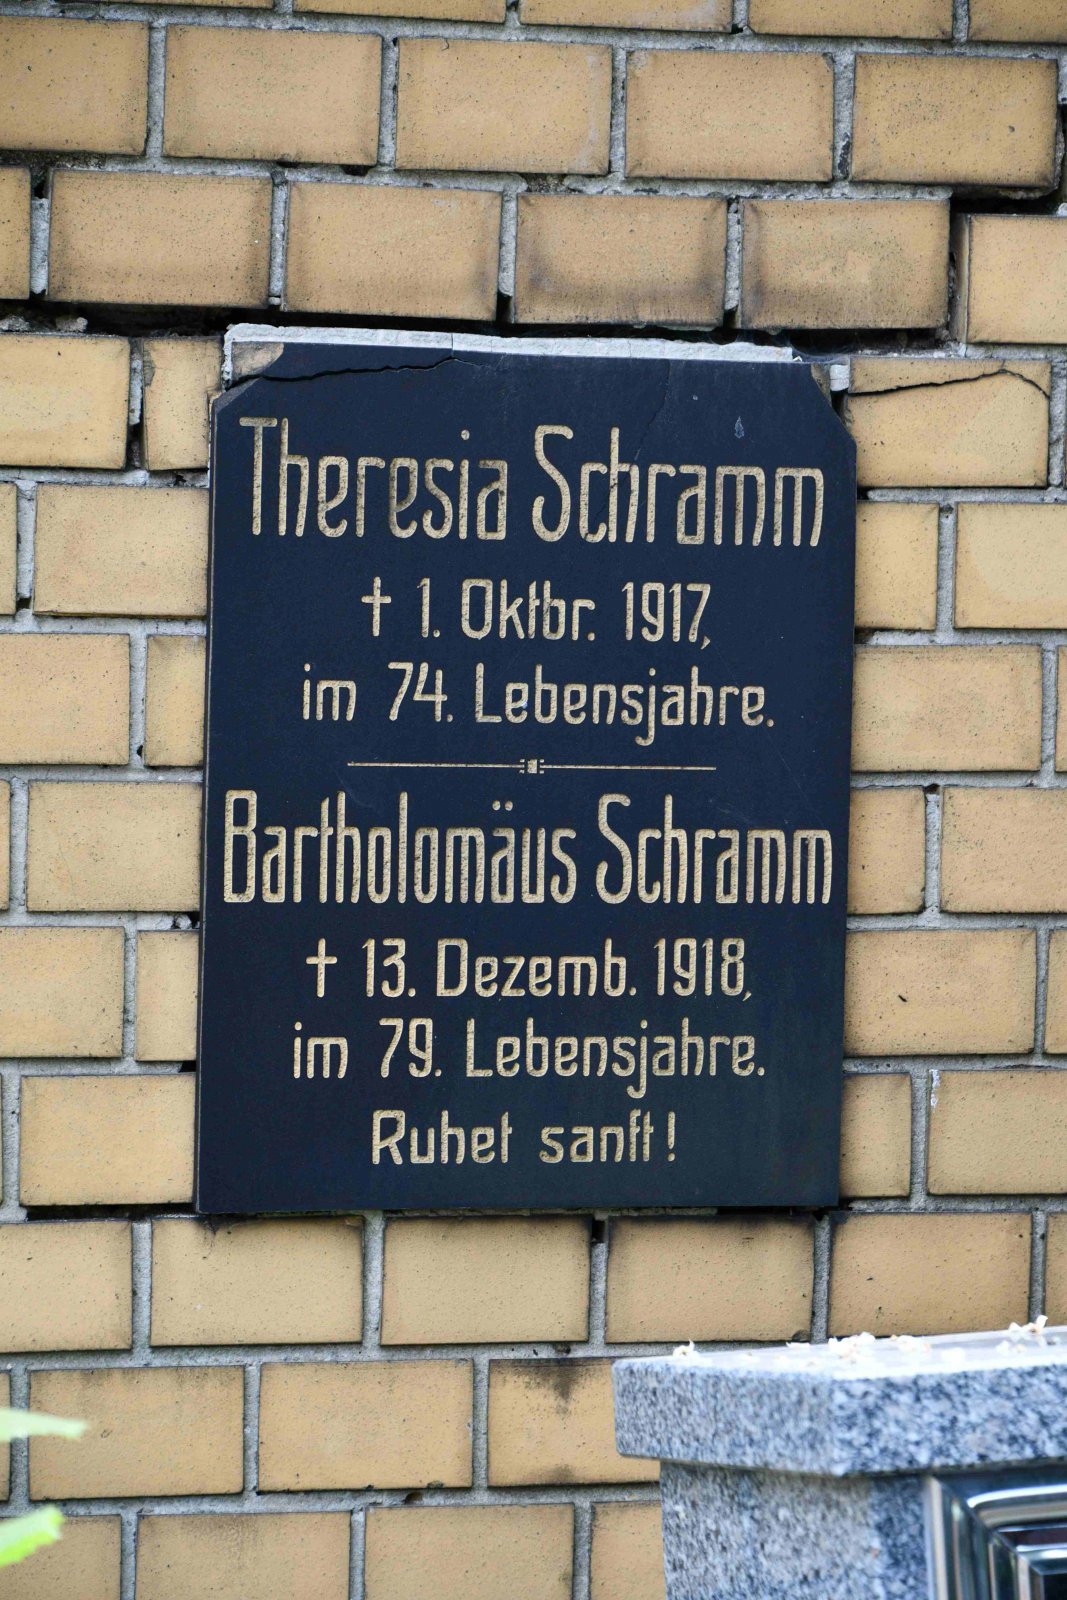 Theresia Schramm
† 1. Oktbr. 1917,
im 74. Lebensjahre.
Bartholomäus Schramm
† 13. Dezemb. 1918,
im 79. Lebensjahre.
Ruhet sanft!